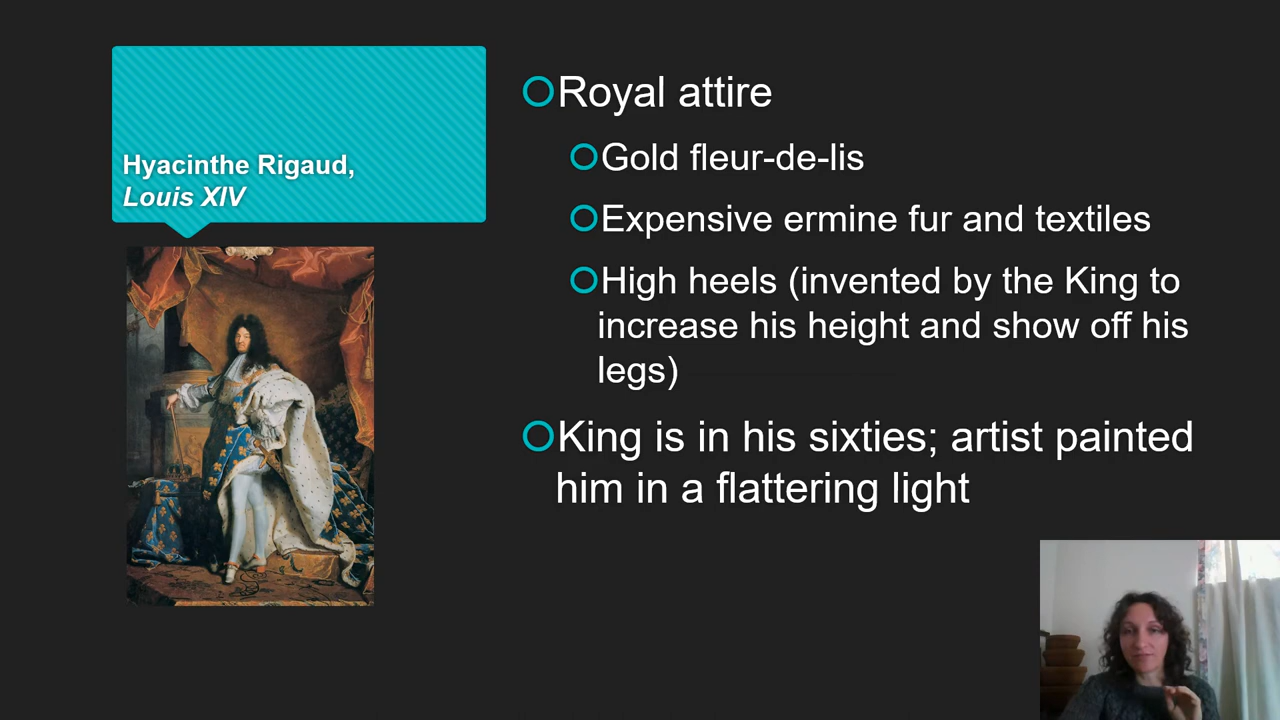 Hyacinthe Rigaud,
Louis XIV
Royal attire
Gold fleur-de-lis
Expensive ermine fur and textiles
High heels (invented by the King to
increase his height and show off his
legs)
King is in his sixties; artist painted
him in a flattering light